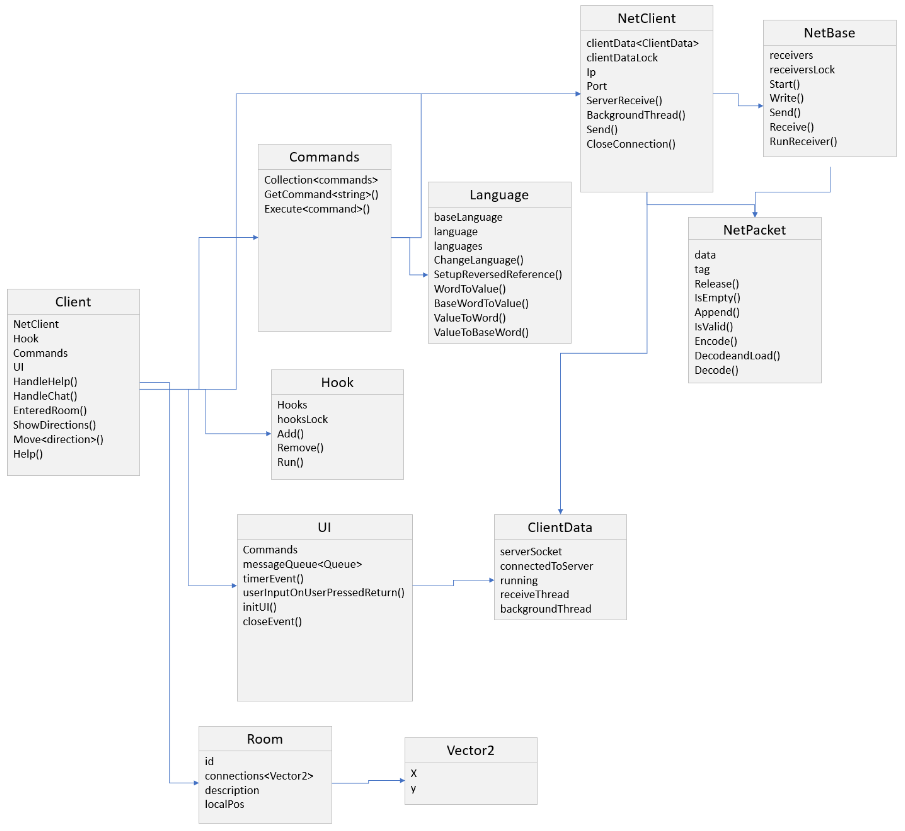 NetClient
clientData<ClientData>
clientDataLock
Ip
Port
ServerReceive()
BackgroundThread()
Send()
CloseConnection()
NetBase
receivers
receiversLock
Start()
Write()
Send()
Receive()
RunReceiver()
Commands
Collection<commands>
GetCommand<string>()
Execute<command>()
Language
baseLanguage
language
languages
ChangeLanguage()
SetupReversedReference()
WordToValue()
BaseWordToValue()
ValueToWord()
ValueToBaseWord()
NetPacket
data
tag
Release()
IsEmpty()
Append()
IsValid()
Encode()
DecodeandLoad()
Decode()
Client
NetClient
Hook
Commands
UI
HandleHelp()
HandleChat()
EnteredRoom()
ShowDirections()
Move<direction>()
Help()
Hook
Hooks
hooksLock
Add()
Remove()
Run()
UI
Commands
messageQueue<Queue>
timerEvent()
userInputOnUserPressedReturn()
initUI()
closeEvent()
ClientData
serverSocket
connectedToServer
running
receiveThread
backgroundThread
Room
id
connections<Vector2>
description
localPos
Vector2
X
y